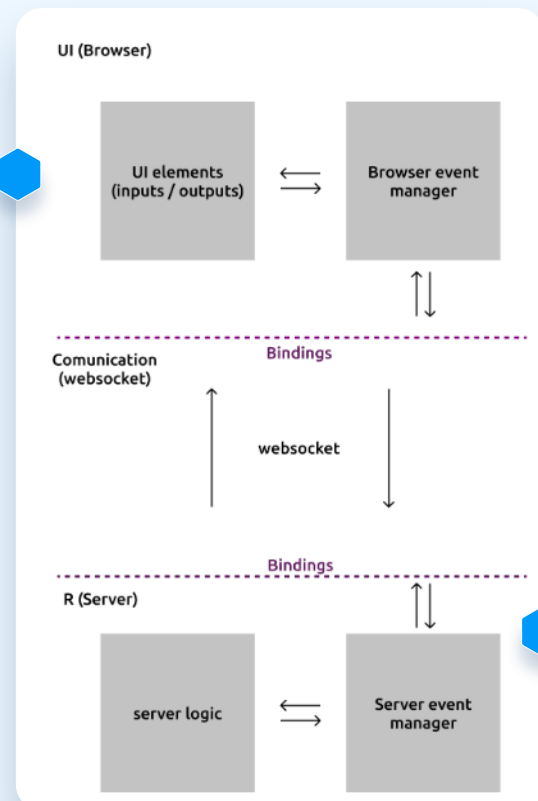 UI (Browser)
UI elements
(inputs / outputs)
Browser event
manager
Bindings
Comunication
(websocket)
websocket
Bindings
R (Server)
server logic
Server event
manager